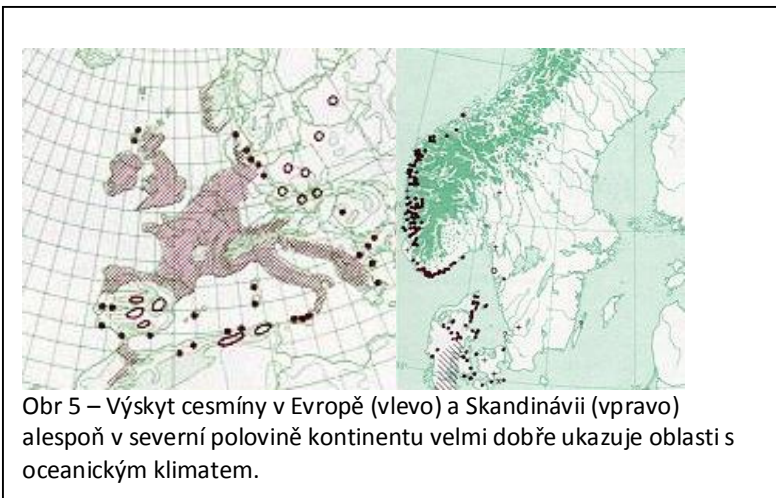 Obr 5 – Výskyt cesmíny v Evropě (vlevo) a Skandinávii (vpravo)
alespoň v severní polovině kontinentu velmi dobře ukazuje oblasti s
oceanickým klimatem.